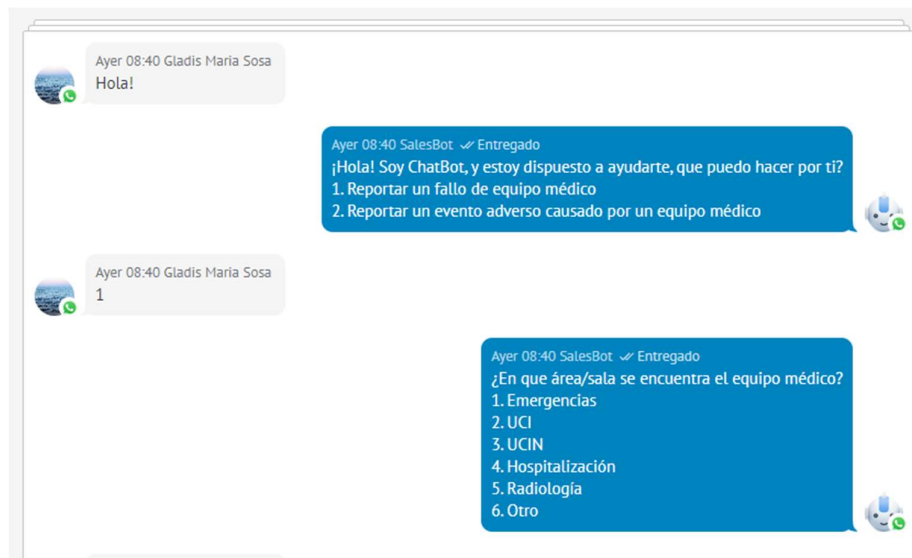 Ayer 08:40 Gladis Maria Sosa
Hola!
Ayer 08:40 SalesBot Entregado
¡Hola! Soy ChatBot, y estoy dispuesto a ayudarte, que puedo hacer por ti?
1. Reportar un fallo de equipo médico
2. Reportar un evento adverso causado por un equipo médico
Ayer 08:40 Gladis Maria Sosa
1
Ayer 08:40 SalesBot Entregado
¿En que área/sala se encuentra el equipo médico?
1. Emergencias
2. UCI
3. UCIN
4. Hospitalización
5. Radiología
6. Otro